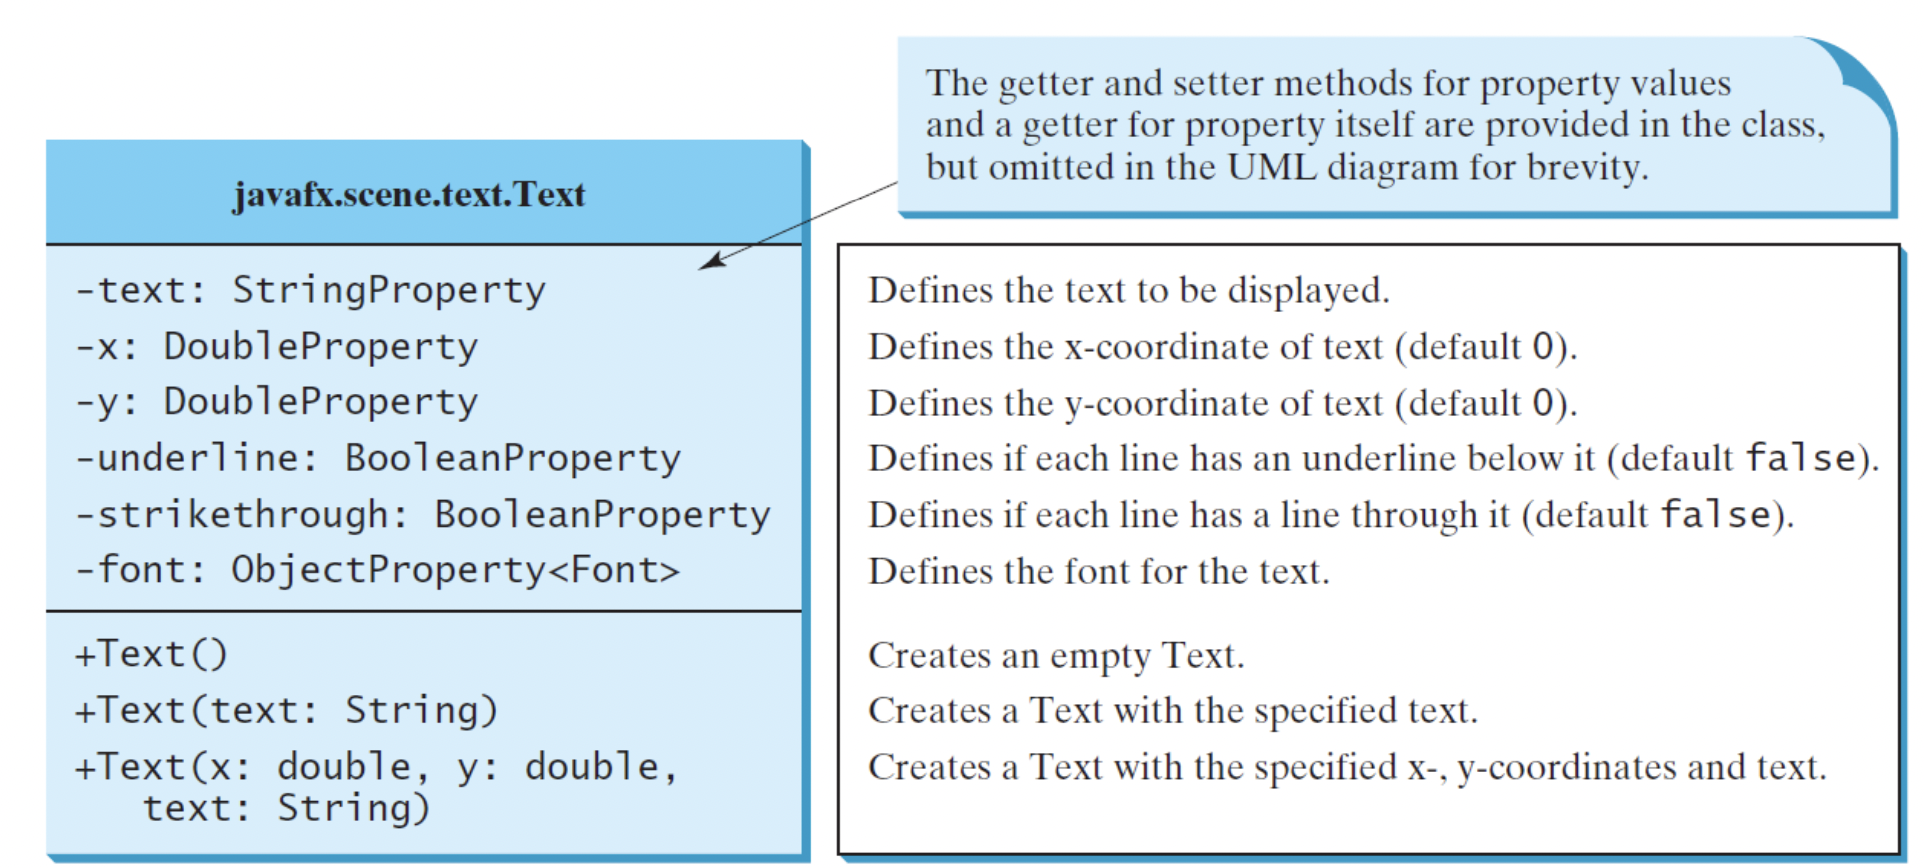 The getter and setter methods for property values
and a getter for property itself are provided in the class,
but omitted in the UML diagram for brevity.
javafx.scene.text.Text
-text: StringProperty
Defines the text to be displayed.
-x: DoubleProperty
Defines the x-coordinate of text (default 0).
-y: DoubleProperty
Defines the y-coordinate of text (default 0).
-underline: BooleanProperty
Defines if each line has an underline below it (default false).
-strikethrough: BooleanProperty
Defines if each line has a line through it (default false).
-font: ObjectProperty<Font>
Defines the font for the text.
+Text()
Creates an empty Text.
+Text(text: String)
Creates a Text with the specified text.
+Text(x: double, y: double,
text: String)
Creates a Text with the specified x-, y-coordinates and text.